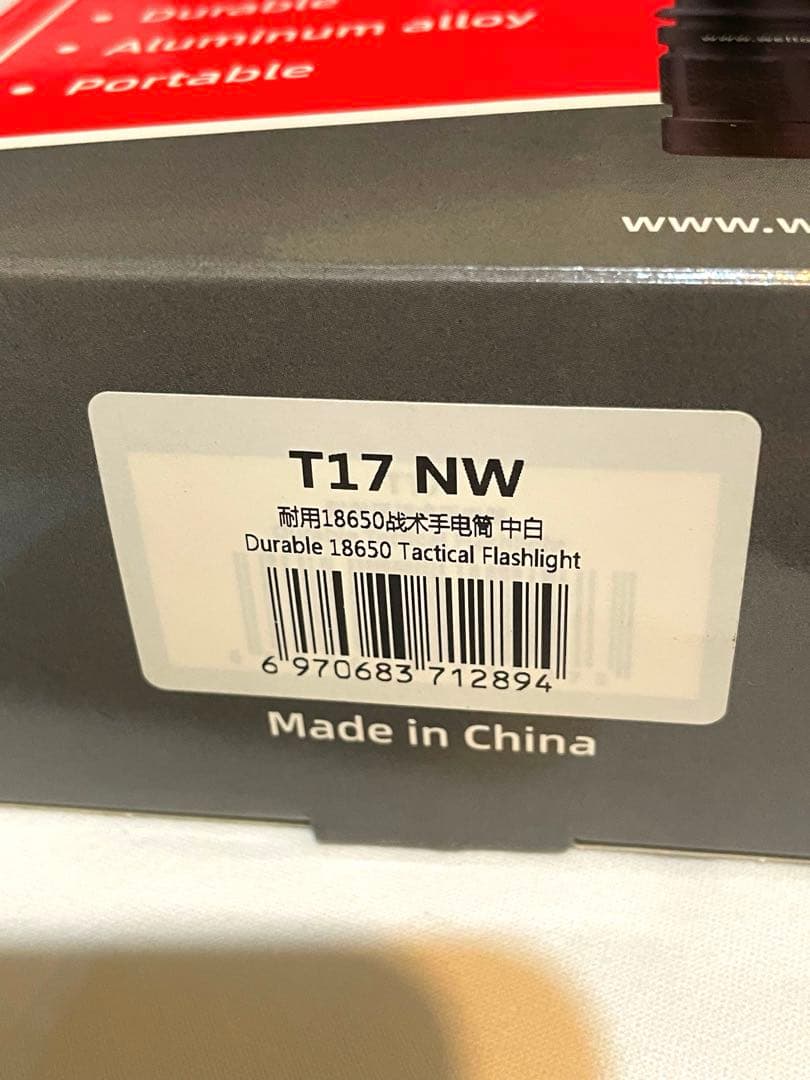 • Durable
• Aluminum alloy
• Portable
www.w
T17 NW
耐用18650战术手电筒 中白
Durable 18650 Tactical Flashlight
6 970683 712894
Made in China